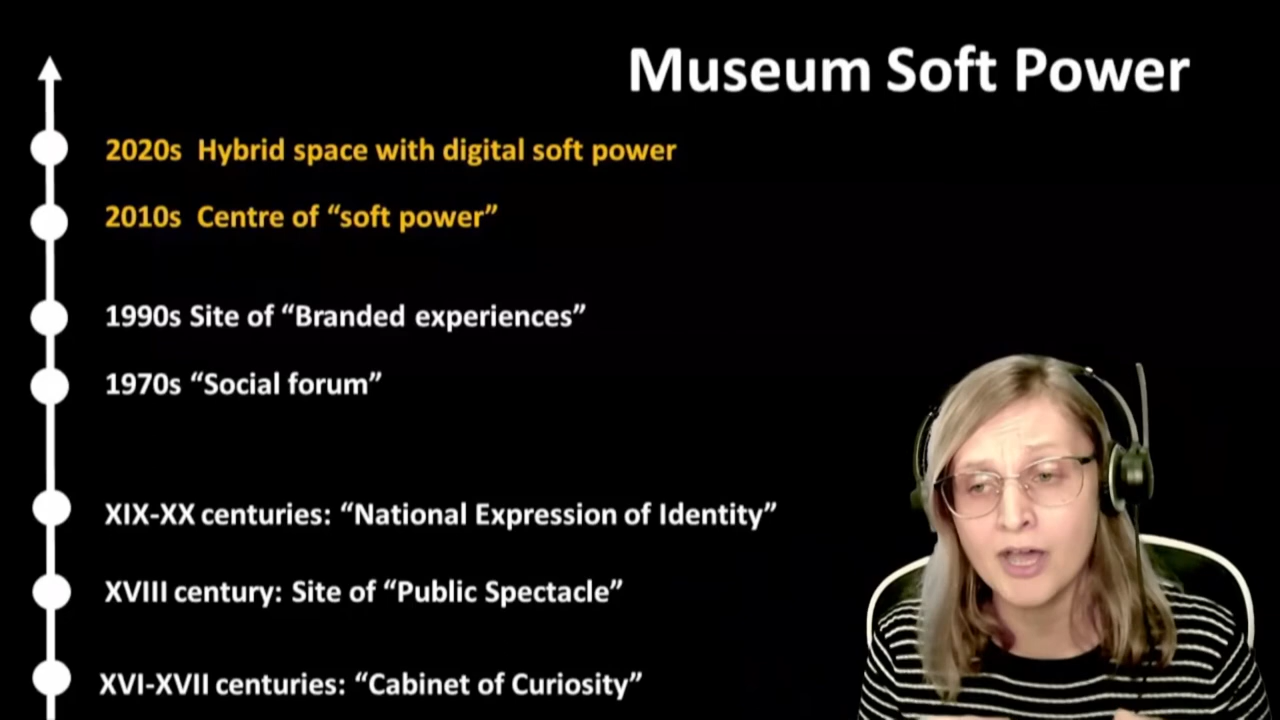 Museum Soft Power
2020s Hybrid space with digital soft power
2010s Centre of “soft power”
1990s Site of “Branded experiences”
1970s “Social forum”
XIX-XX centuries: “National Expression of Identity”
XVIII century: Site of “Public Spectacle”
XVI-XVII centuries: “Cabinet of Curiosity”